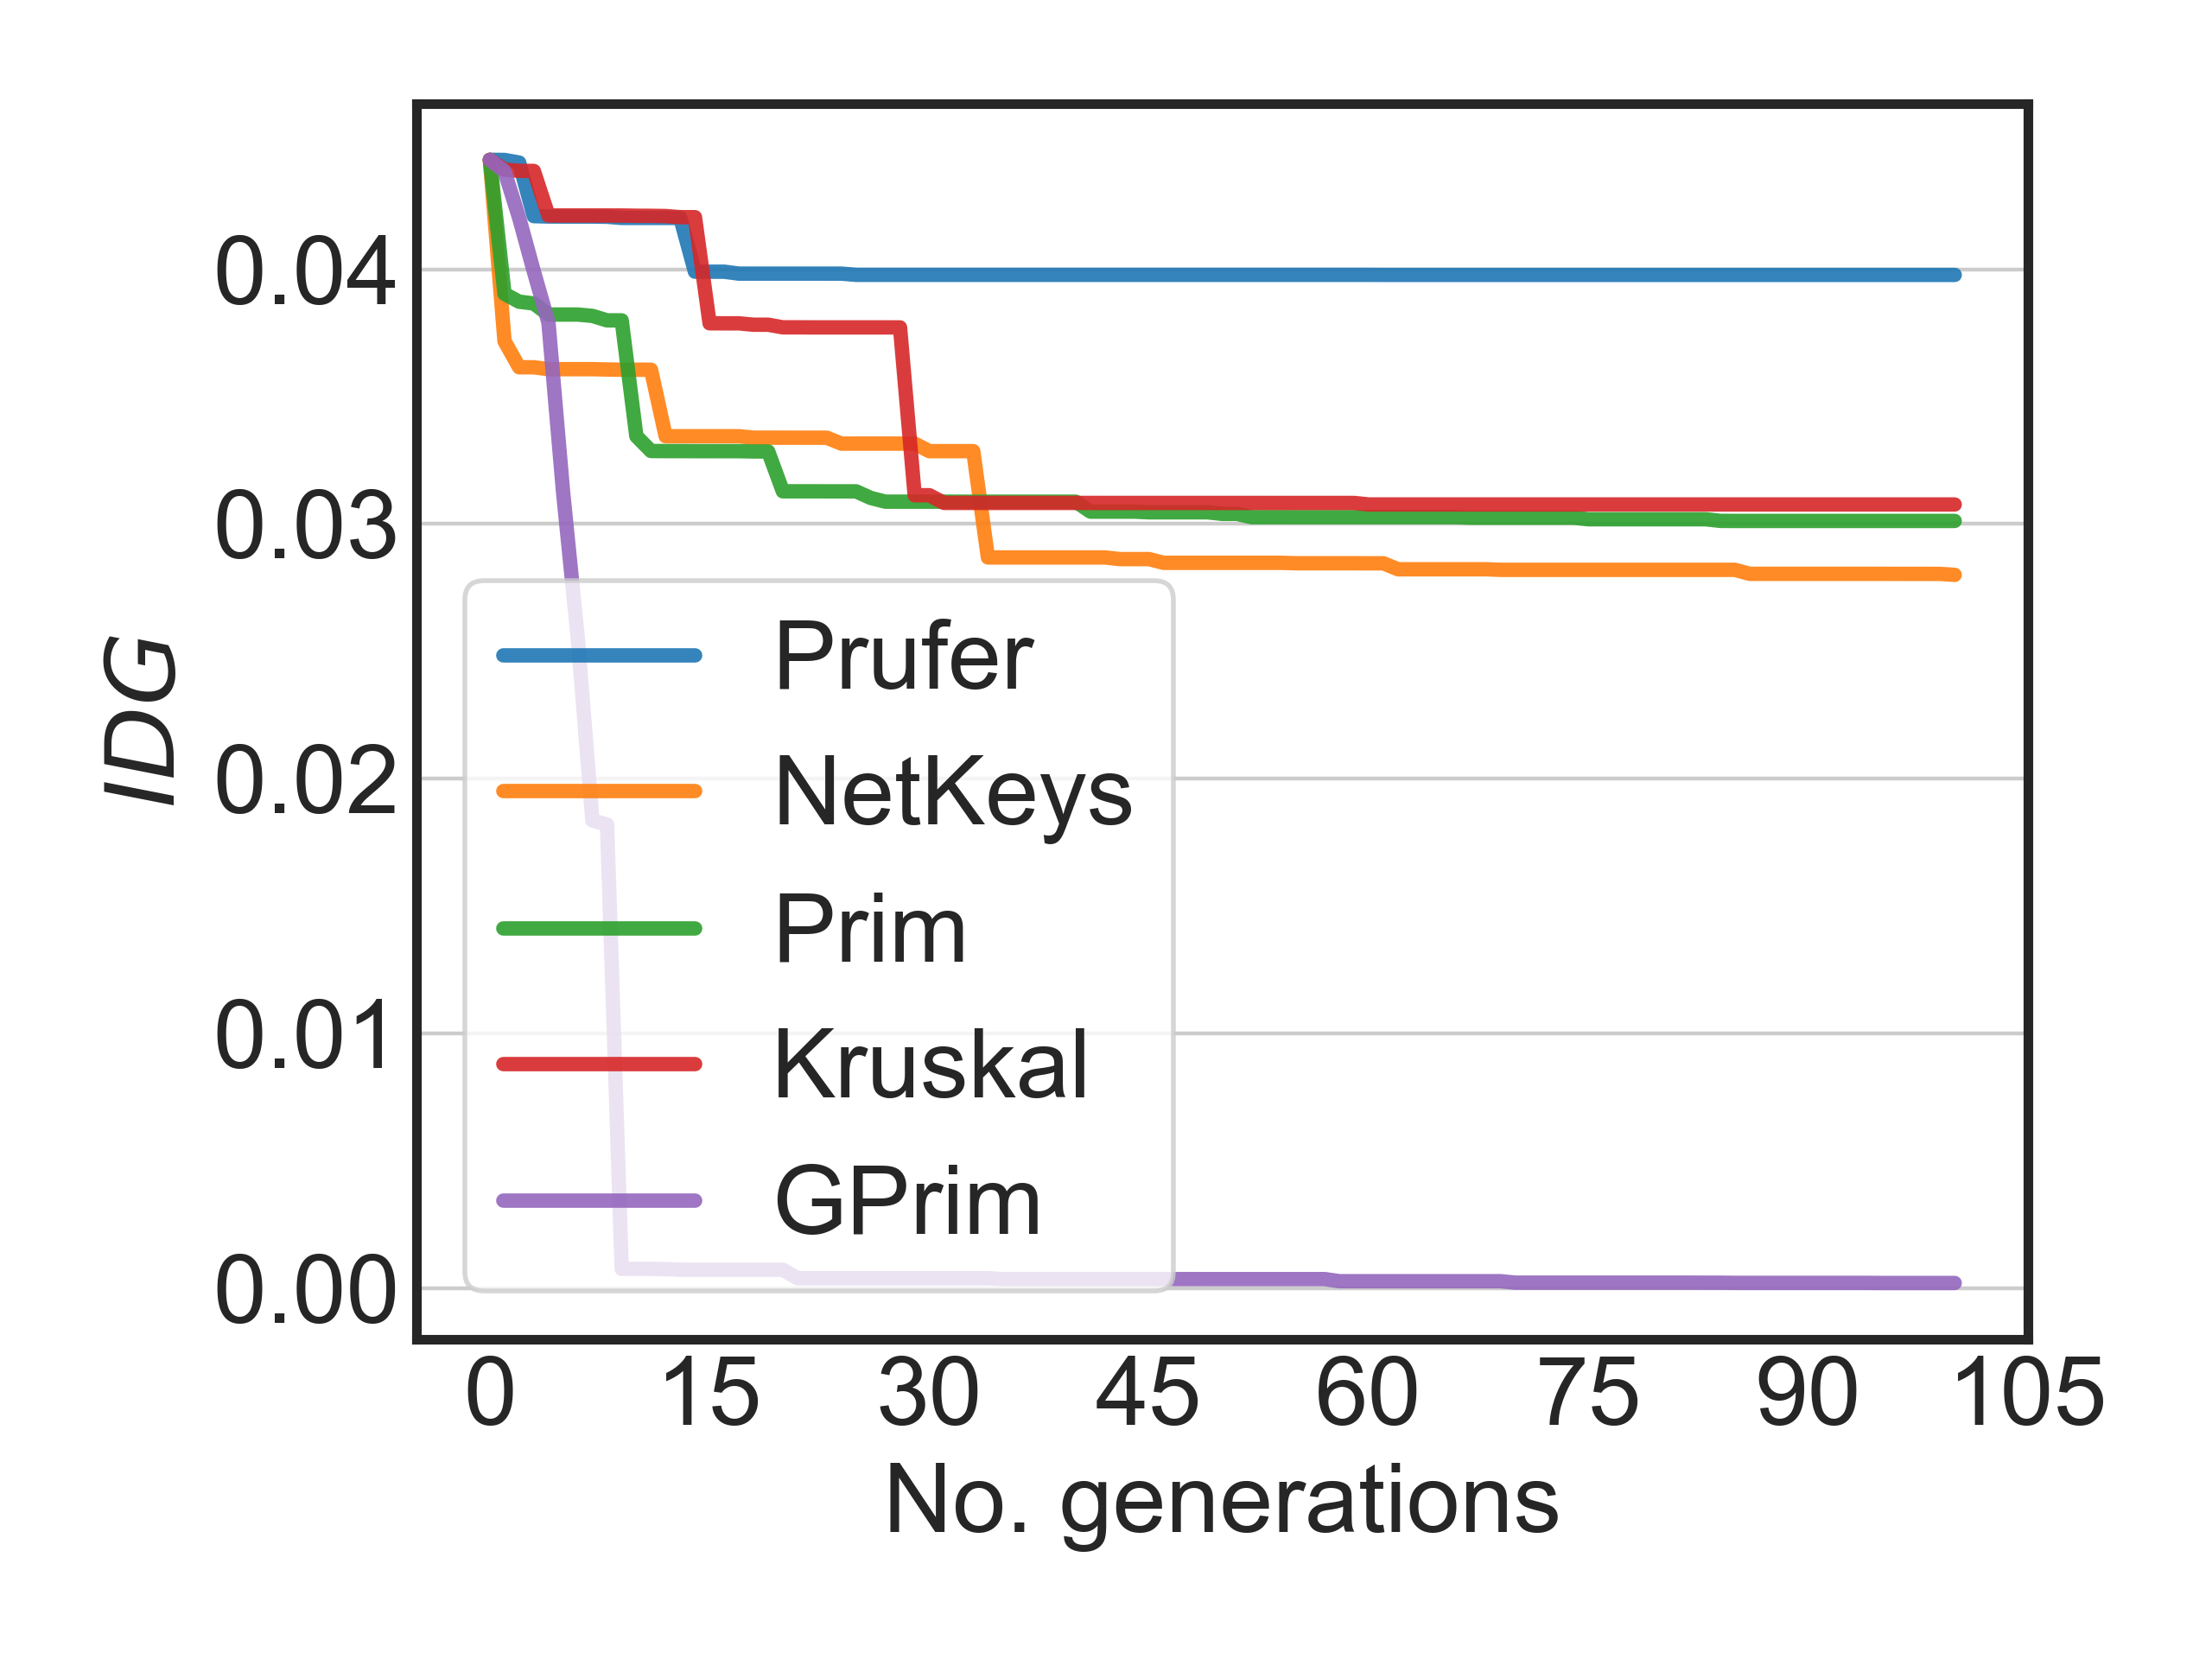 IDG
0.04
0.03
0.02
0.01
0.00
Prufer
NetKeys
Prim
Kruskal
GPrim
0 15 30 45 60 75 90 105
No. generations